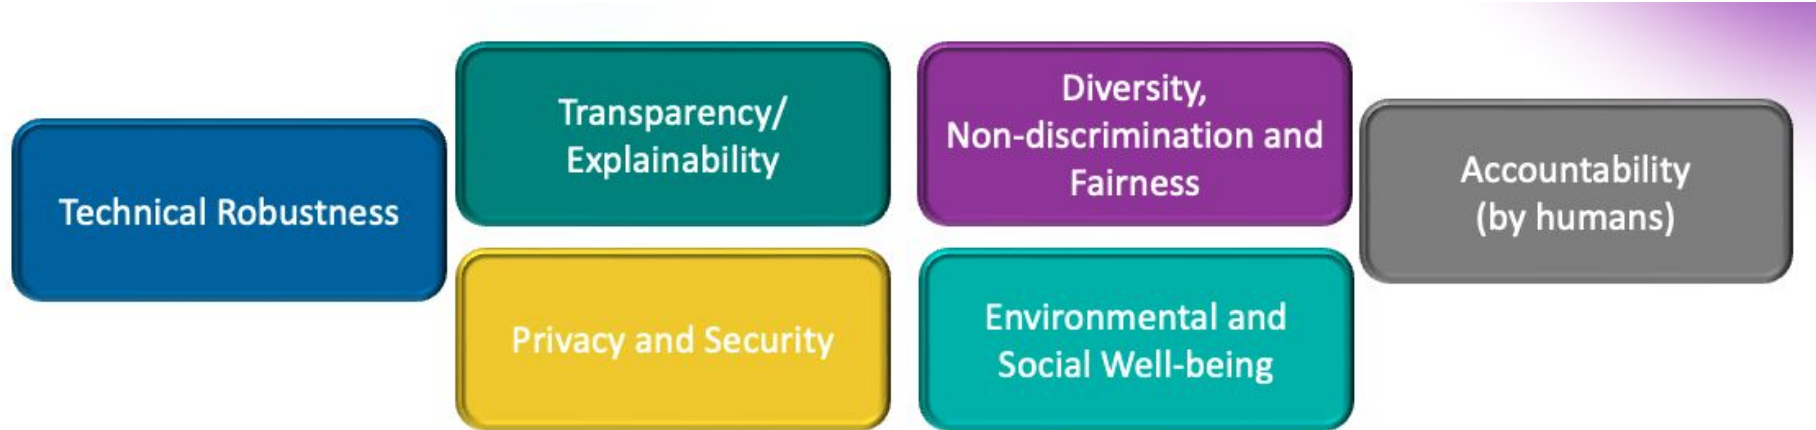 Technical Robustness
Transparency/
Explainability
Privacy and Security
Diversity,
Non-discrimination and
Fairness
Environmental and
Social Well-being
Accountability
(by humans)